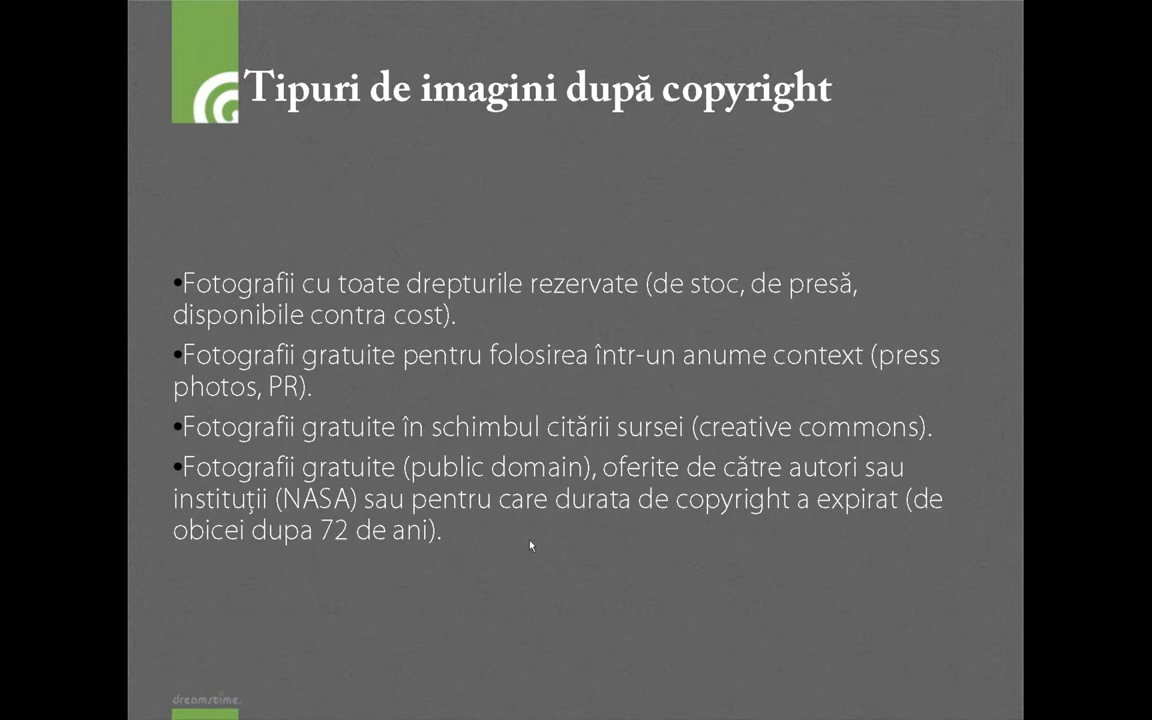 Tipuri de imagini după copyright
•Fotografii cu toate drepturile rezervate (de stoc, de presă,
disponibile contra cost).
•Fotografii gratuite pentru folosirea într-un anume context (press
photos, PR).
•Fotografii gratuite în schimbul citării sursei (creative commons).
•Fotografii gratuite (public domain), oferite de către autori sau
instituții (NASA) sau pentru care durata de copyright a expirat (de
obicei dupa 72 de ani).
dreamstime.